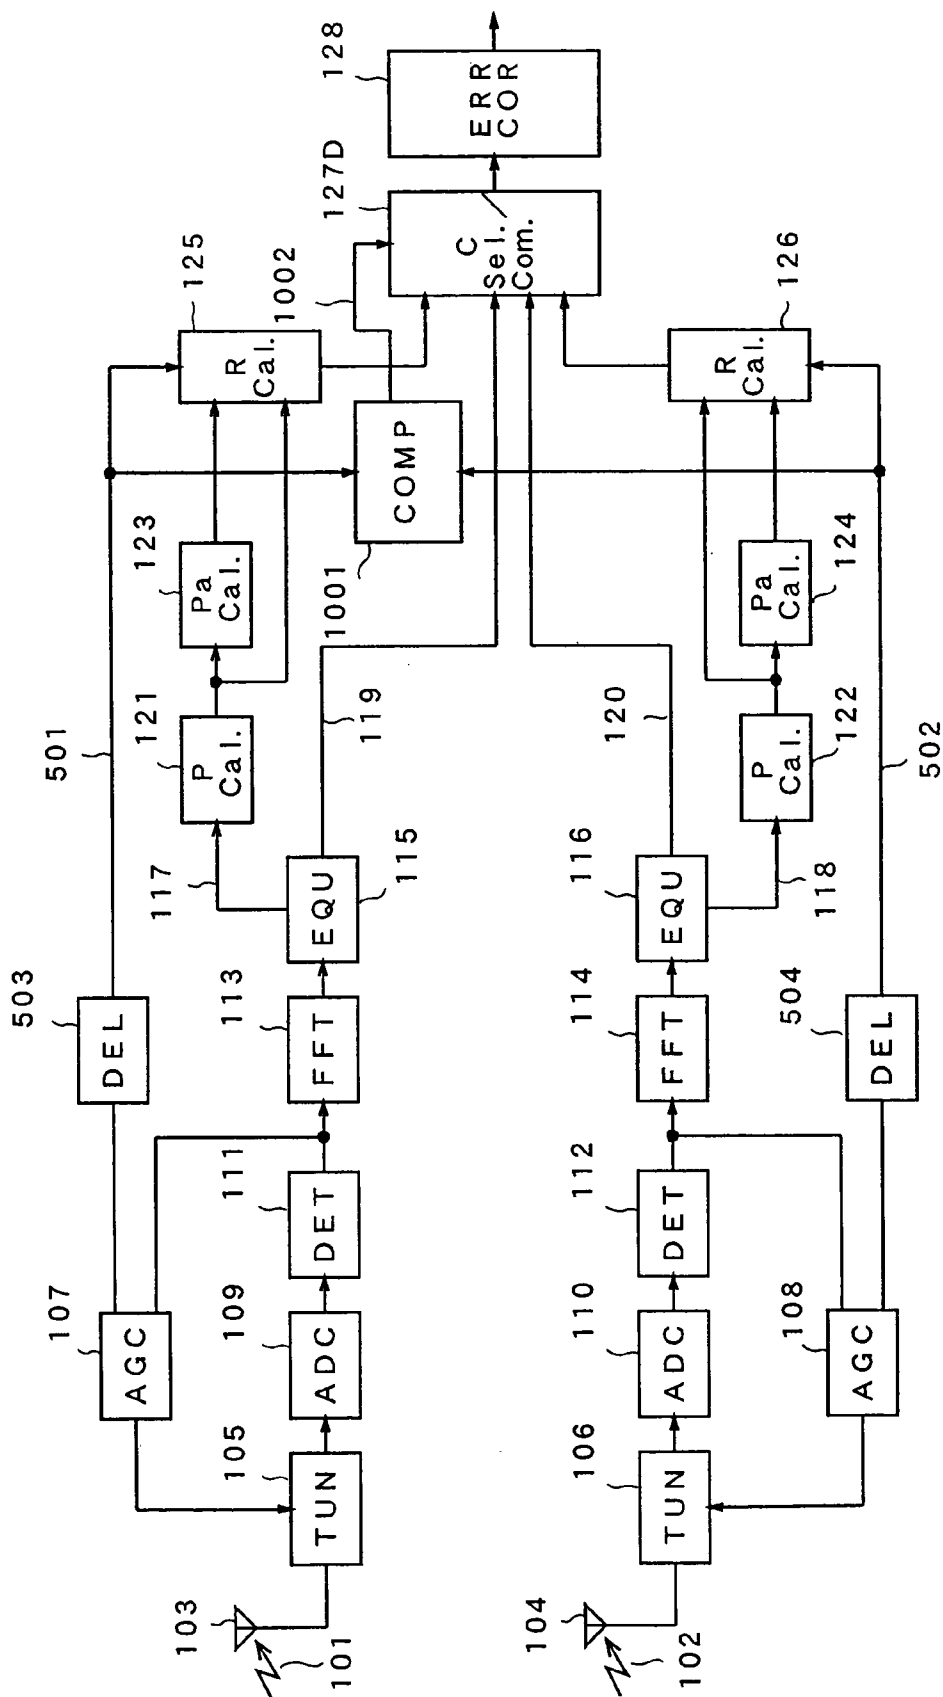 101
103
TUN
105
AGC
107
ADC
109
DET
111
DEL
503
FFT
113
EQU
115
117
119
501
P
Cal.
121
Pa
Cal.
123
COMP
1001
1002
R
Cal.
125
C
Sel.
Com.
127D
ERR
COR
128
102
104
TUN
106
AGC
108
ADC
110
DET
112
DEL
504
FFT
114
EQU
116
118
120
502
P
Cal.
122
Pa
Cal.
124
R
Cal.
126